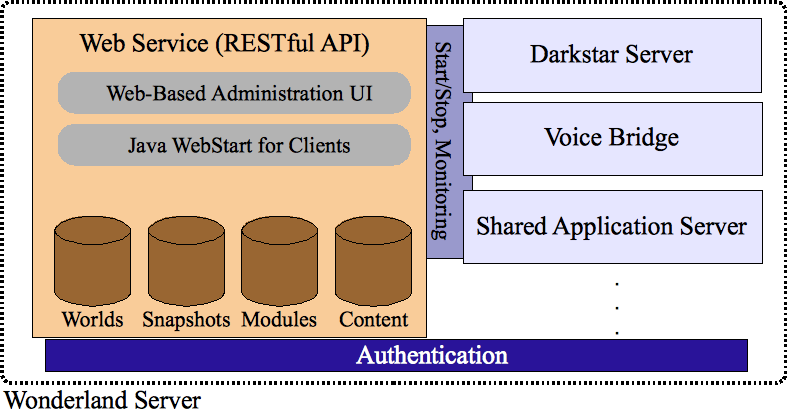 Web Service (RESTful API)
Web-Based Administration UI
Java WebStart for Clients
Worlds
Snapshots
Modules
Content
Start/Stop, Monitoring
Darkstar Server
Voice Bridge
Shared Application Server
.
.
.
Authentication
Wonderland Server